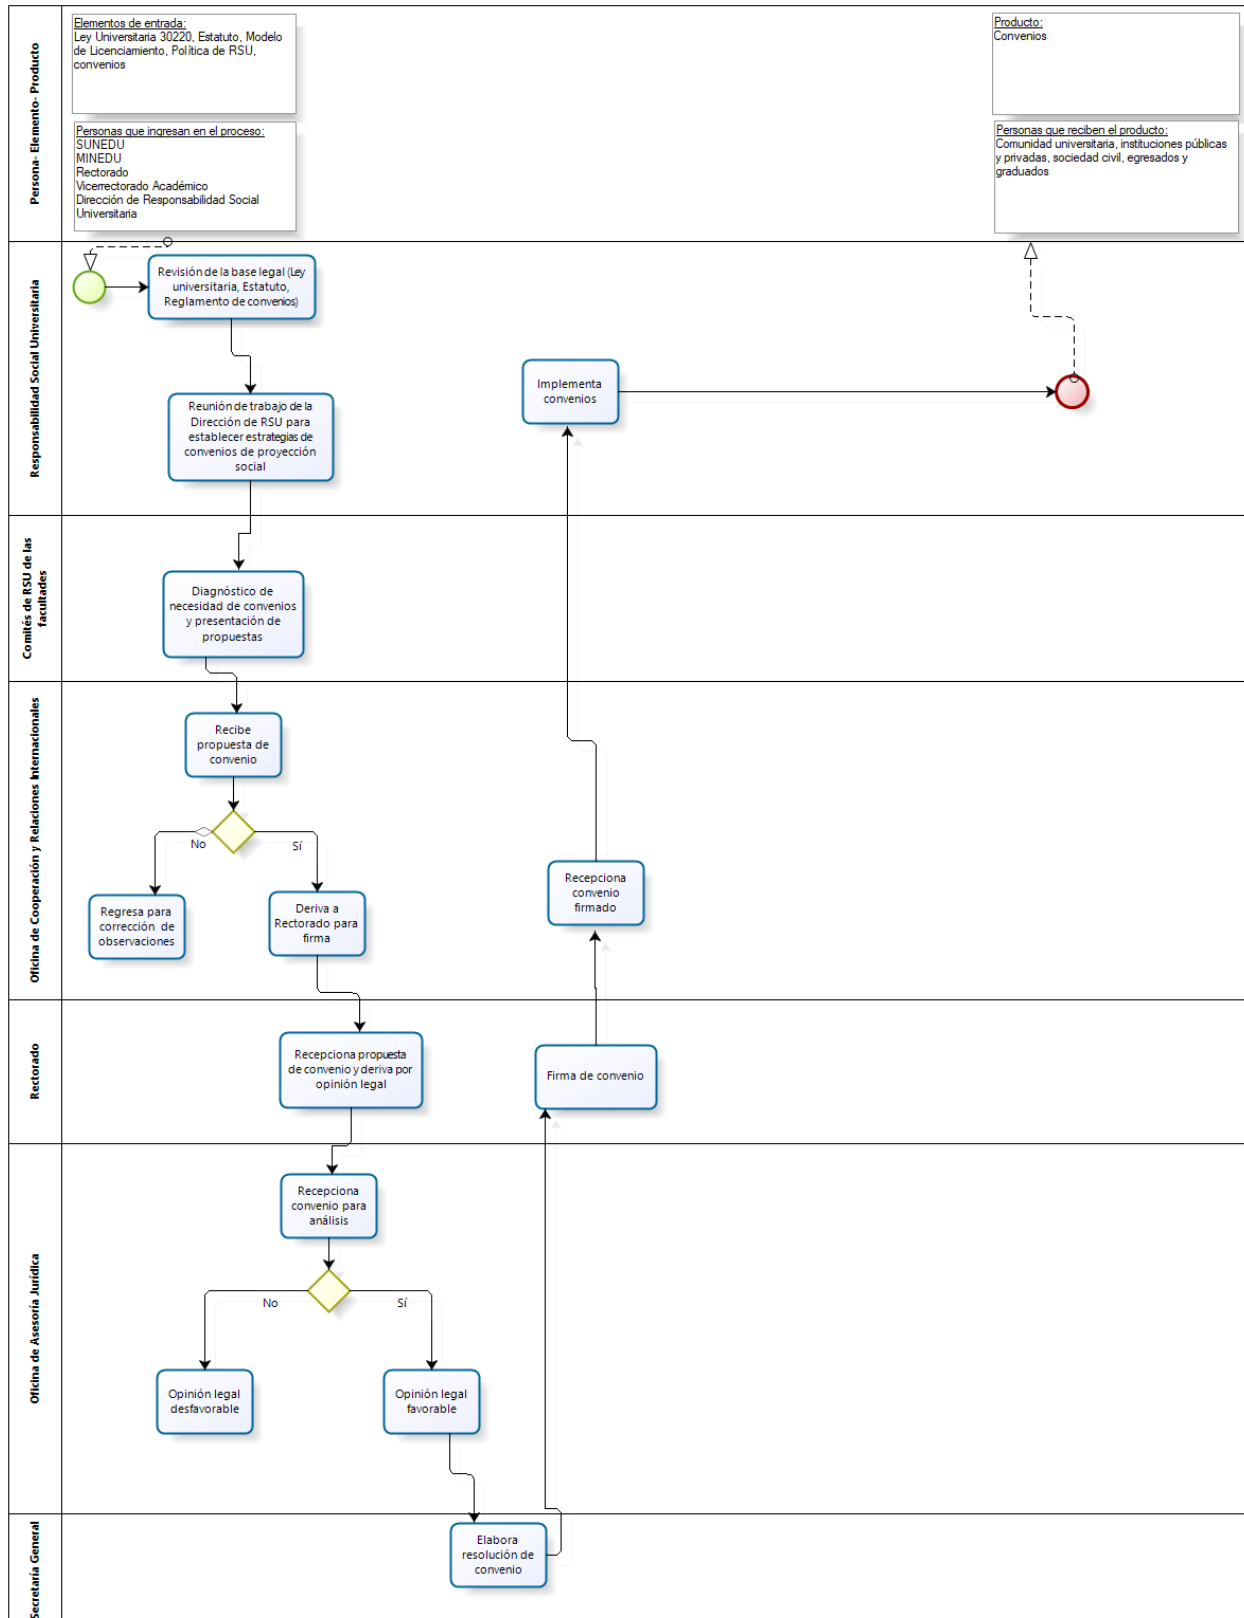 Persona- Elemento- Producto
Elementos de entrada:
Ley Universitaria 30220, Estatuto, Modelo
de Licenciamiento, Política de RSU,
convenios
Personas que ingresan en el proceso:
SUNEDU
MINEDU
Rectorado
Vicerrectorado Académico
Dirección de Responsabilidad Social
Universitaria
Producto:
Convenios
Personas que reciben el producto:
Comunidad universitaria, instituciones públicas
y privadas, sociedad civil, egresados y
graduados
Responsabilidad Social Universitaria
Revisión de la base legal (Ley
universitaria, Estatuto,
Reglamento de convenios)
Reunión de trabajo de la
Dirección de RSU para
establecer estrategias de
convenios de proyección
social
Implementa
convenios
Comités de RSU de las
facultades
Diagnóstico de
necesidad de convenios
y presentación de
propuestas
Oficina de Cooperación y Relaciones Internacionales
Recibe
propuesta de
convenio
No
Sí
Regresa para
corrección de
observaciones
Deriva a
Rectorado para
firma
Recepciona
convenio
firmado
Rectorado
Recepciona propuesta
de convenio y deriva por
opinión legal
Firma de convenio
Oficina de Asesoría Jurídica
Recepciona
convenio para
análisis
No
Sí
Opinión legal
desfavorable
Opinión legal
favorable
Secretaría General
Elabora
resolución de
convenio